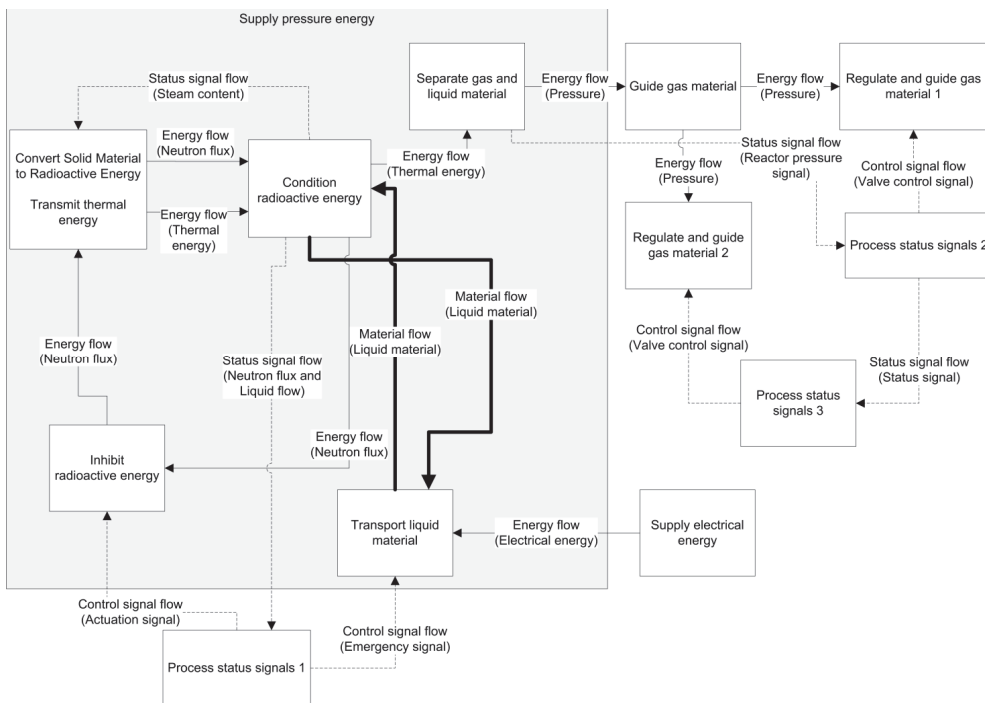 Supply pressure energy
Status signal flow
(Steam content)
Separate gas and
liquid material
Energy flow
(Pressure)
Guide gas material
Energy flow
(Pressure)
Regulate and guide gas
material 1
Convert Solid Material
to Radioactive Energy
Transmit thermal
energy
Energy flow
(Neutron flux)
Energy flow
(Thermal
energy)
Condition
radioactive energy
Energy flow
(Thermal energy)
Energy flow
(Pressure)
Status signal flow
(Reactor pressure
signal)
Control signal flow
(Valve control signal)
Regulate and guide
gas material 2
Process status signals 2
Material flow
(Liquid material)
Material flow
(Liquid material)
Energy flow
(Neutron flux)
Status signal flow
(Neutron flux and
Liquid flow)
Control signal flow
(Valve control signal)
Status signal flow
(Status signal)
Process status
signals 3
Energy flow
(Neutron flux)
Inhibit
radioactive energy
Transport liquid
material
Energy flow
(Electrical energy)
Supply electrical
energy
Control signal flow
(Actuation signal)
Control signal flow
(Emergency signal)
Process status signals 1